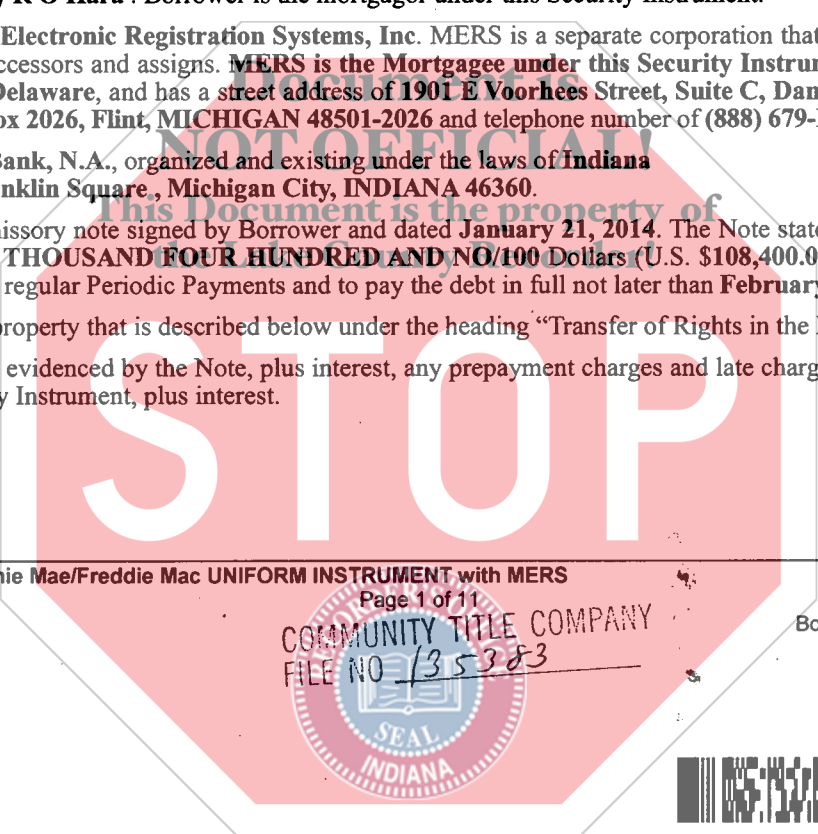 y R O'Hara . Borrower is the mortgagor under this Security Instrument.
Electronic Registration Systems, Inc. MERS is a separate corporation that
ccessors and assigns. MERS is the Mortgagee under this Security Instrum
Delaware, and has a street address of 1901 E Voorhees Street, Suite C, Dan
ox 2026, Flint, MICHIGAN 48501-2026 and telephone number of (888) 679-
Document is
NOT OFFICIAL!
Bank, N.A., organized and existing under the laws of Indiana
nklin Square., Michigan City, INDIANA 46360.
This Document is the property of
the Lake County Recorder!
nissory note signed by Borrower and dated January 21, 2014. The Note state
THOUSAND FOUR HUNDRED AND NO/100 Dollars (U.S. $108,400.0
regular Periodic Payments and to pay the debt in full not later than February
property that is described below under the heading “Transfer of Rights in the
evidenced by the Note, plus interest, any prepayment charges and late charg
y Instrument, plus interest.
STOP
nie Mae/Freddie Mac UNIFORM INSTRUMENT with MERS
Page 1 of 11
Bo
COMMUNITY TITLE COMPANY
FILE NO 135383
SEAL
INDIANA